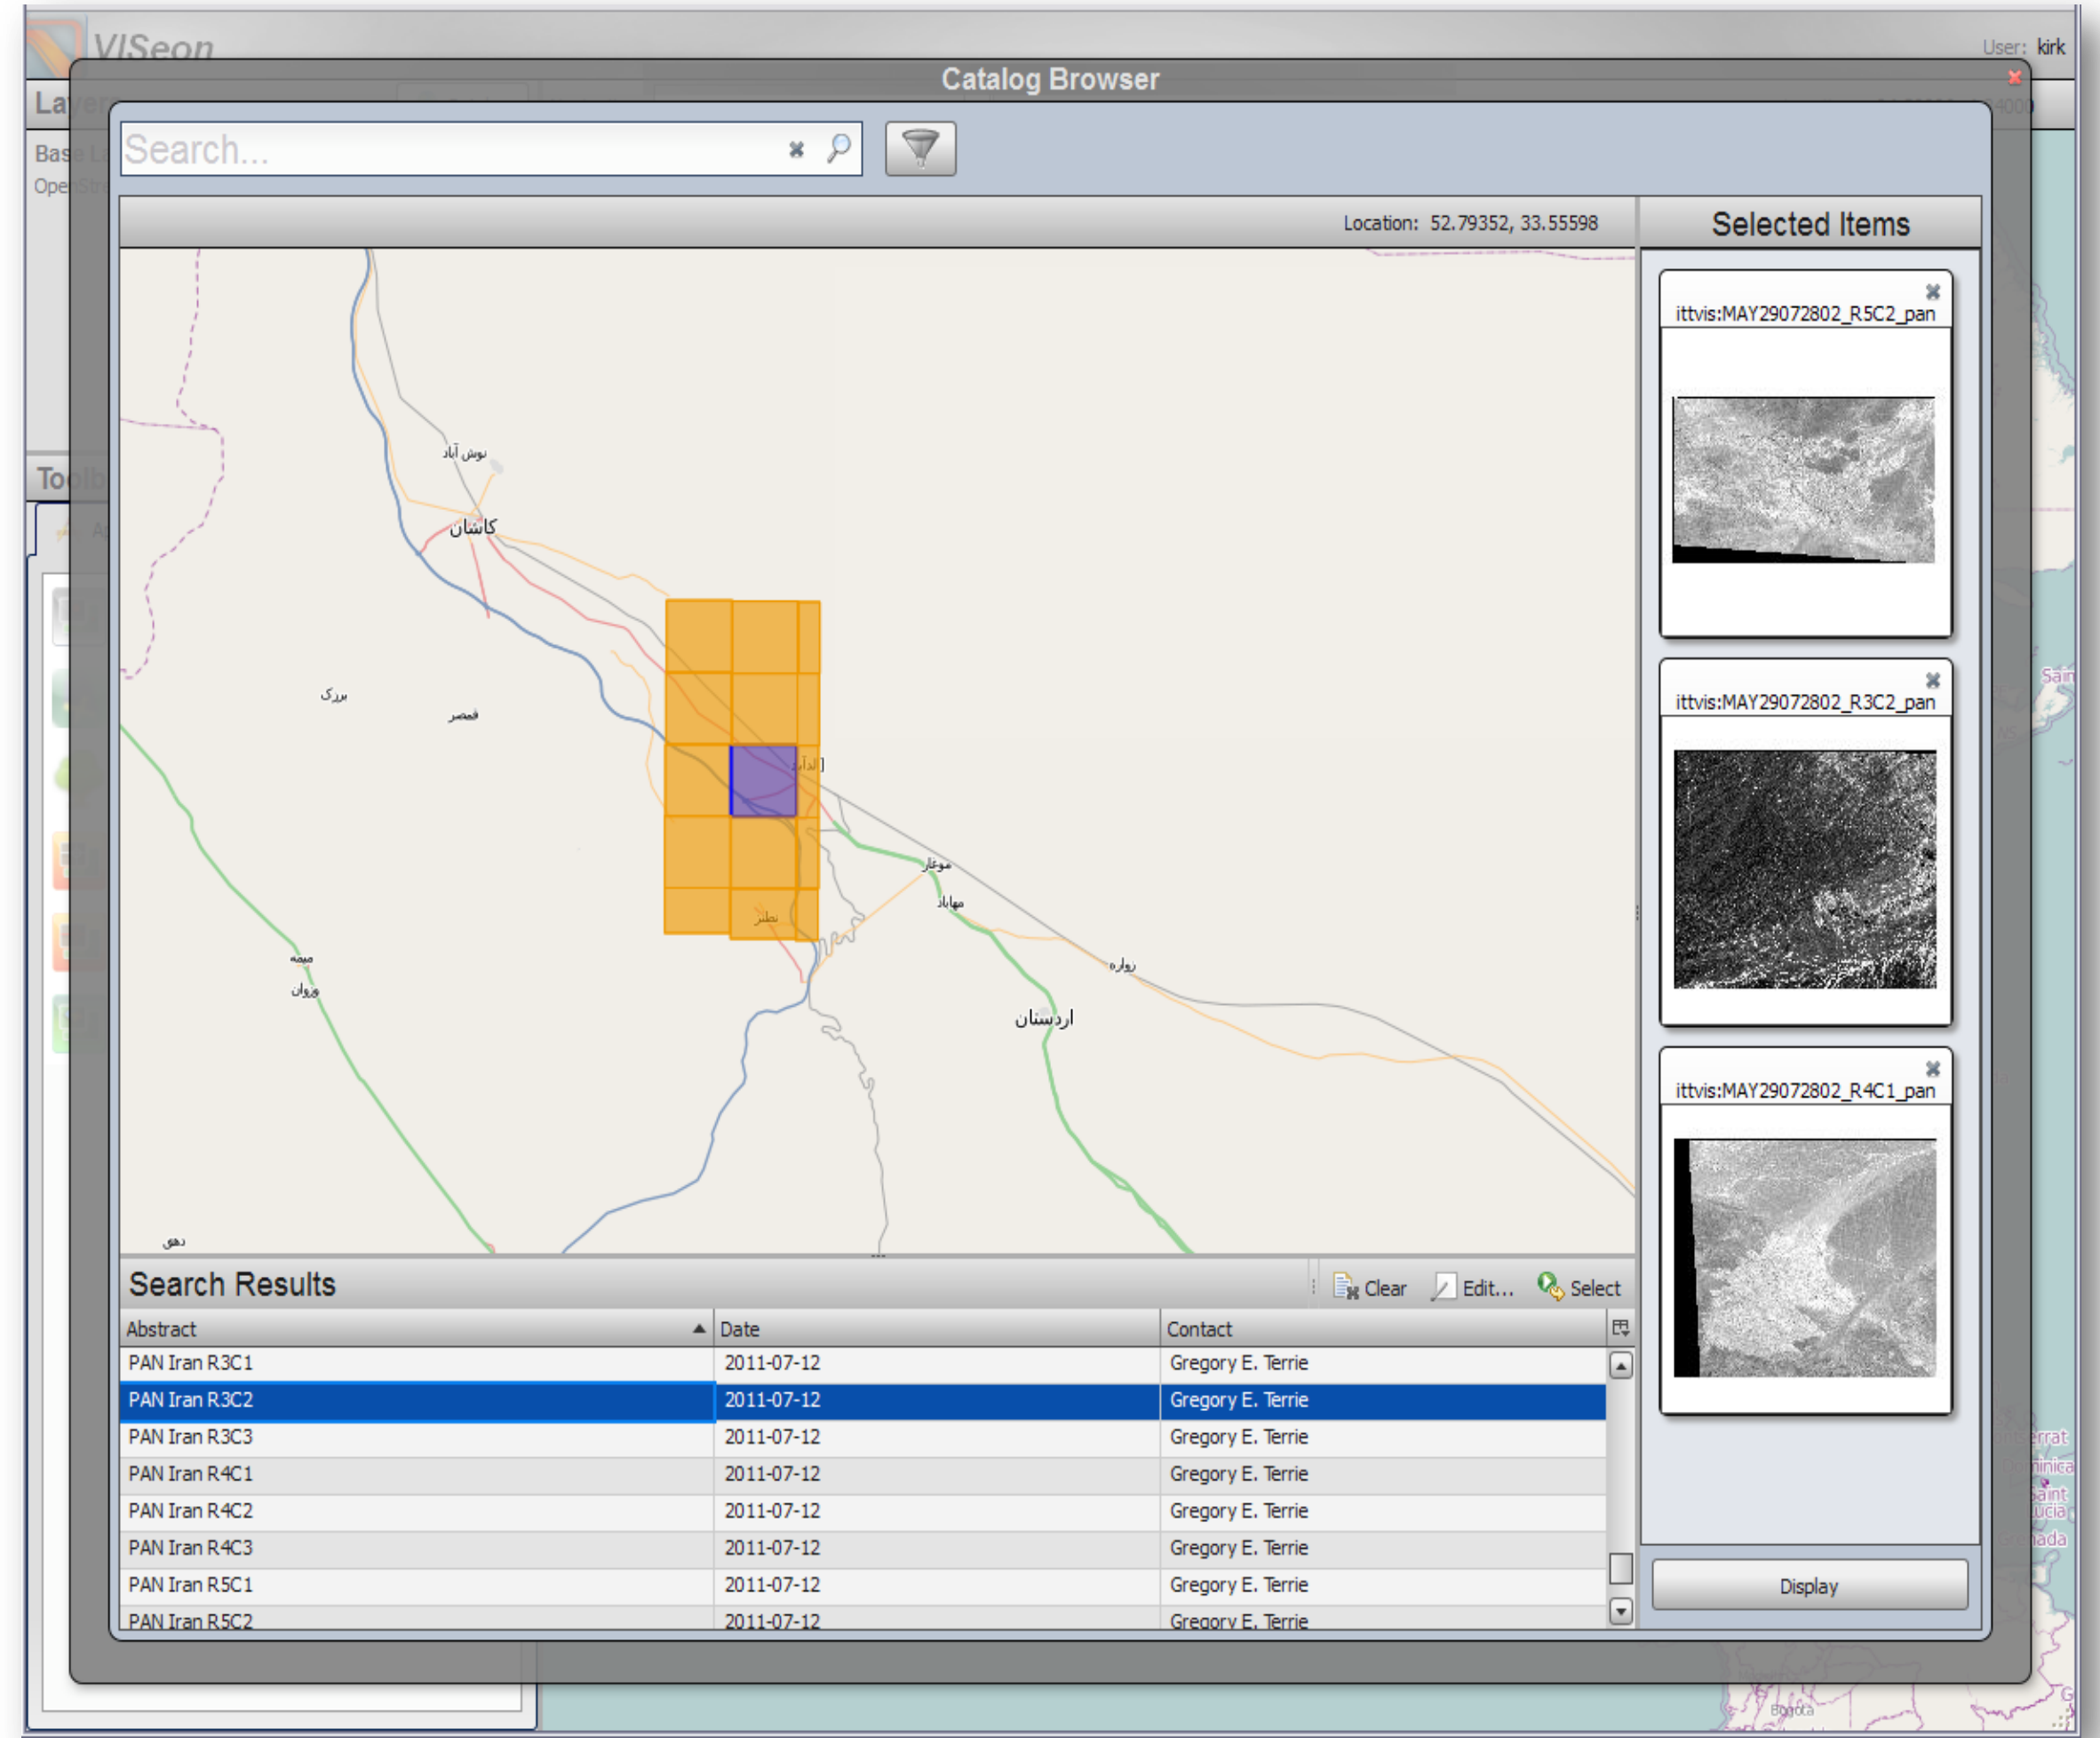 VISeon
User: kirk
Catalog Browser
Search...
Location: 52.79352, 33.55598
Selected Items
ittvis:MAY29072802_R5C2_pan
ittvis:MAY29072802_R3C2_pan
ittvis:MAY29072802_R4C1_pan
Display
نوش آباد
کاشان
برزک
قمصر
نطنز
موغار
مهاباد
زواره
اردستان
میمه
وزوان
دهق
Search Results
Clear Edit... Select
Abstract Date Contact
PAN Iran R3C1 2011-07-12 Gregory E. Terrie
PAN Iran R3C2 2011-07-12 Gregory E. Terrie
PAN Iran R3C3 2011-07-12 Gregory E. Terrie
PAN Iran R4C1 2011-07-12 Gregory E. Terrie
PAN Iran R4C2 2011-07-12 Gregory E. Terrie
PAN Iran R4C3 2011-07-12 Gregory E. Terrie
PAN Iran R5C1 2011-07-12 Gregory E. Terrie
PAN Iran R5C2 2011-07-12 Gregory E. Terrie
Saint
Lucia
Bogota